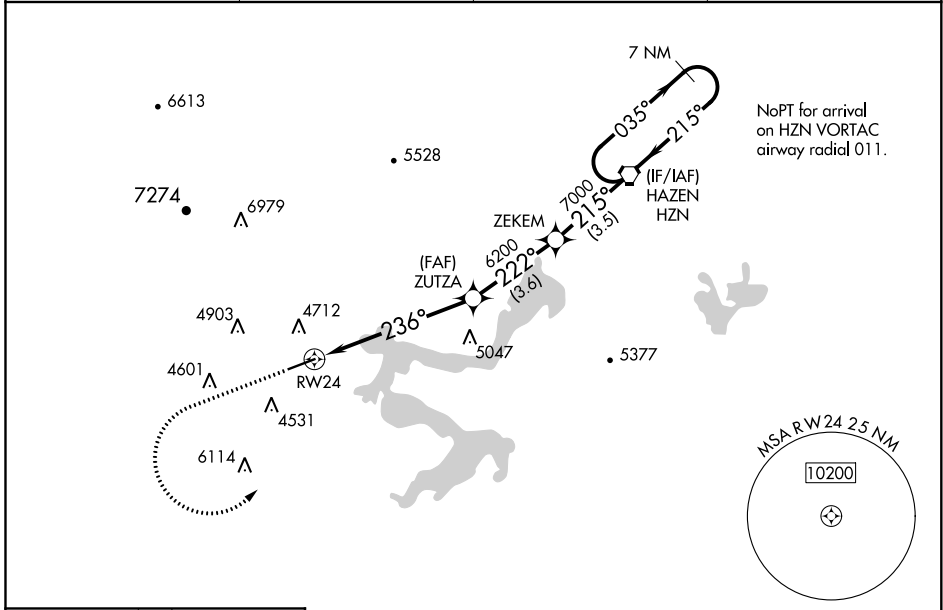 7 NM
6613
035°
215°
NoPT for arrival
on HZN VORTAC
airway radial 011.
5528
(IF/IAF)
HAZEN
HZN
7274
6979
7000
215°
(3.5)
ZEKEM
6200
222°
(3.6)
(FAF)
ZUTZA
4903
4712
236°
5047
5377
4601
RW24
4531
6114
MSA RW24 25 NM
10200